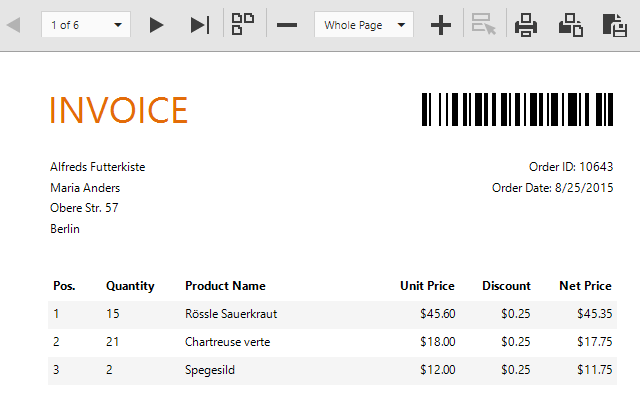 1 of 6 Whole Page
INVOICE
Alfreds Futterkiste Order ID: 10643
Maria Anders Order Date: 8/25/2015
Obere Str. 57
Berlin
Pos. Quantity Product Name Unit Price Discount Net Price
1 15 Rössle Sauerkraut $45.60 $0.25 $45.35
2 21 Chartreuse verte $18.00 $0.25 $17.75
3 2 Spegesild $12.00 $0.25 $11.75